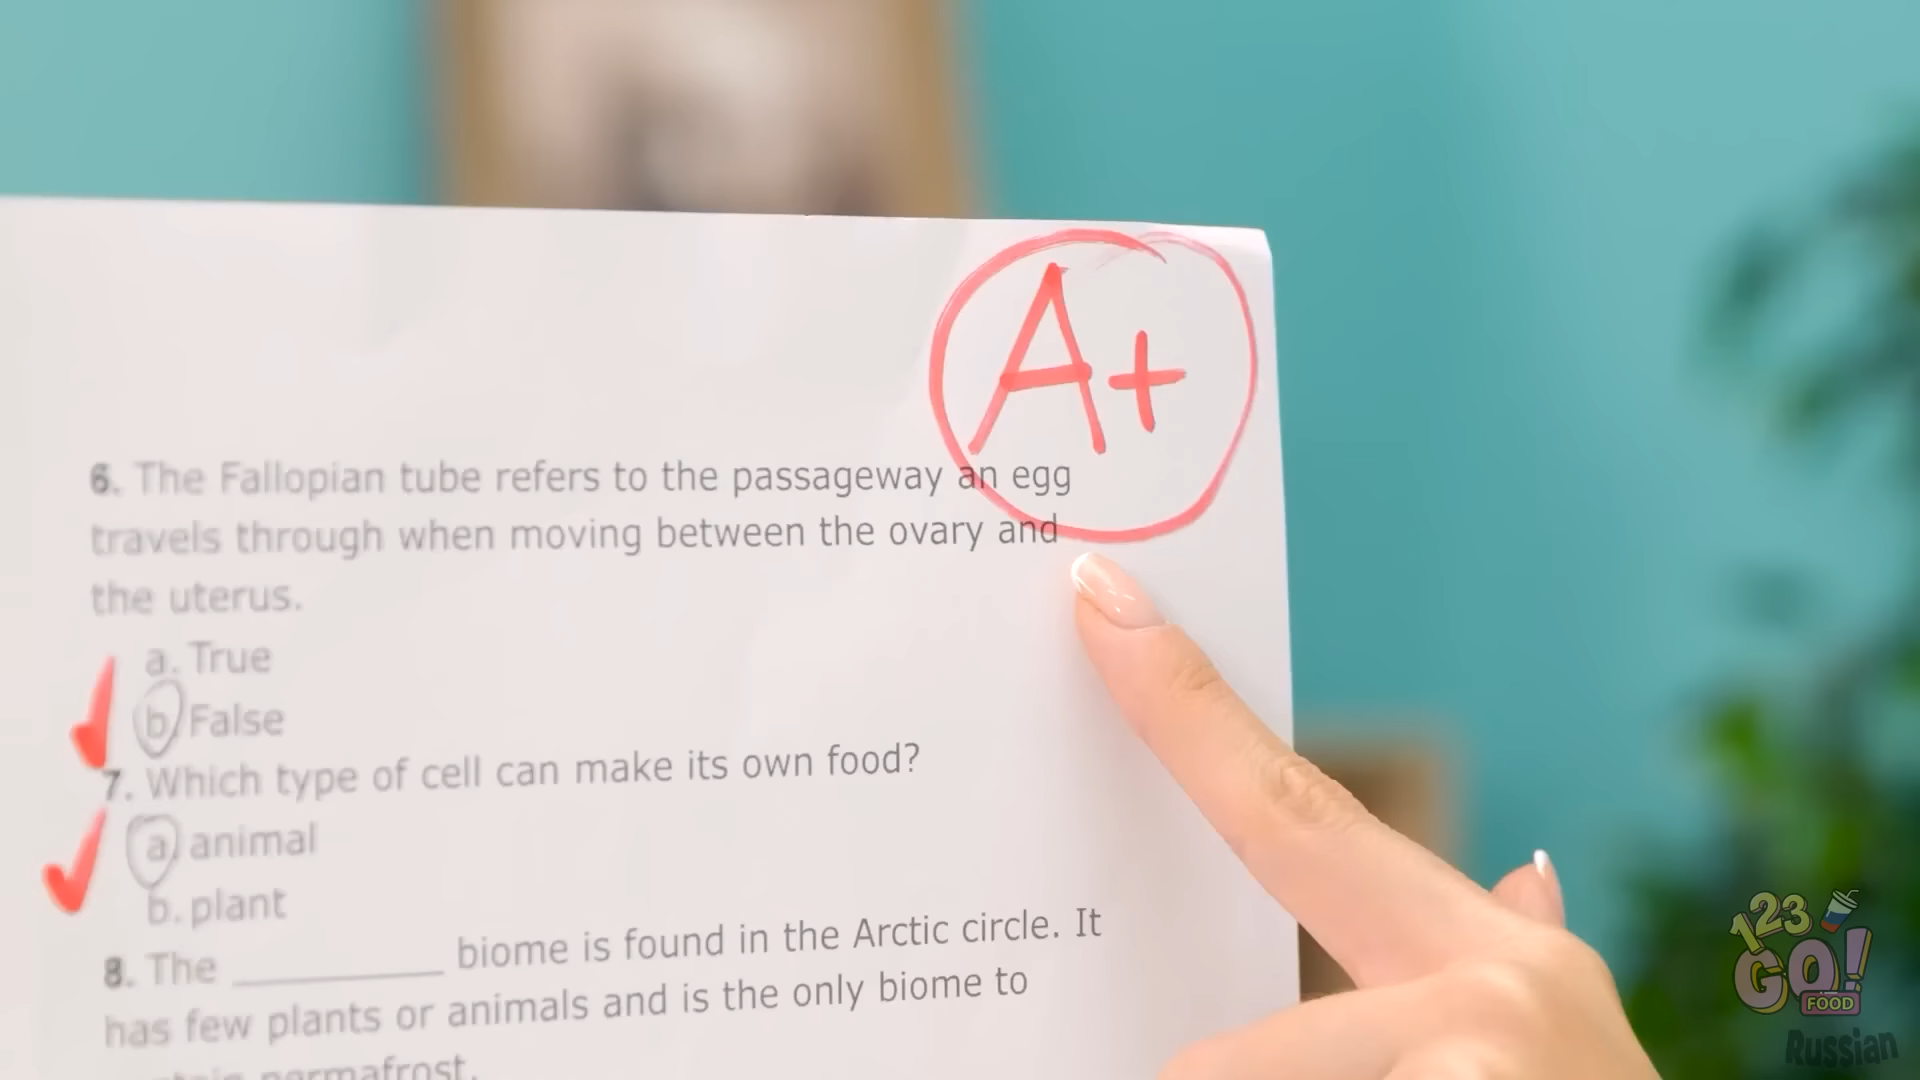 A+
6. The Fallopian tube refers to the passageway an egg
travels through when moving between the ovary and
the uterus.
a. True
b. False
7. Which type of cell can make its own food?
a. animal
b. plant
8. The __________ biome is found in the Arctic circle. It
has few plants or animals and is the only biome to
permafrost.
123
GO!
FOOD
Russian